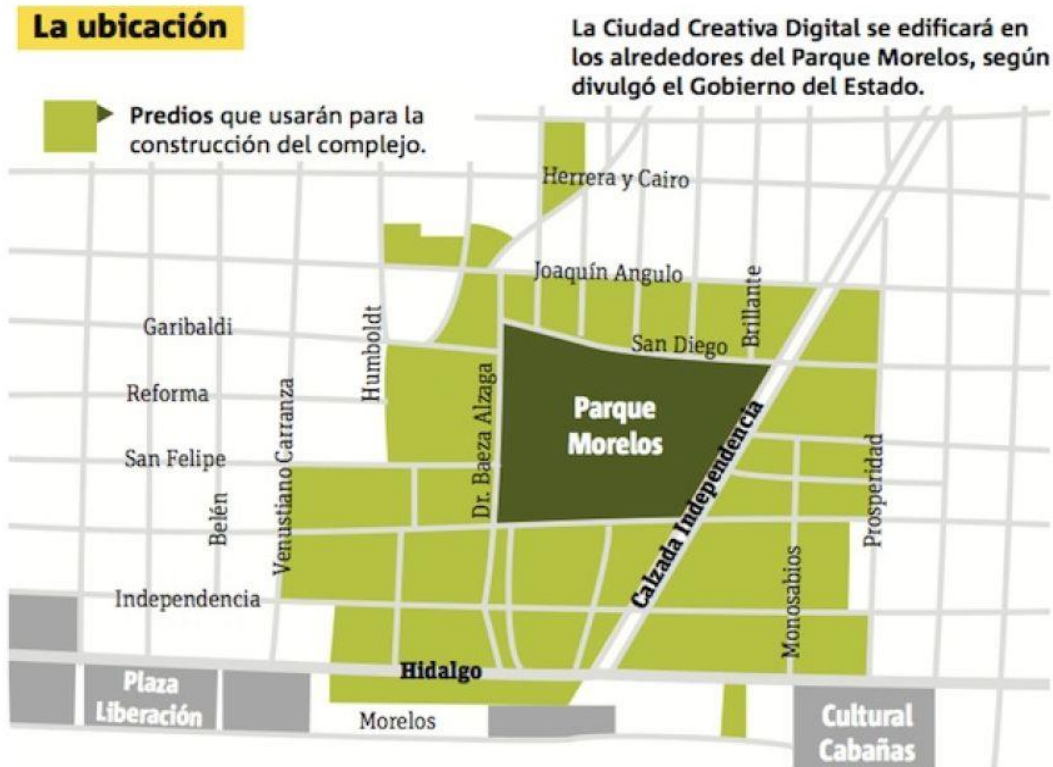 La ubicación
La Ciudad Creativa Digital se edificará en
los alrededores del Parque Morelos, según
divulgó el Gobierno del Estado.
Predios que usarán para la
construcción del complejo.
Herrera y Cairo
Joaquín Angulo
Garibaldi
Humboldt
San Diego
Brillante
Reforma
Venustiano Carranza
Dr. Baeza Alzaga
Parque
Morelos
Calzada Independencia
San Felipe
Belén
Prosperidad
Independencia
Monosabios
Hidalgo
Plaza
Liberación
Morelos
Cultural
Cabañas